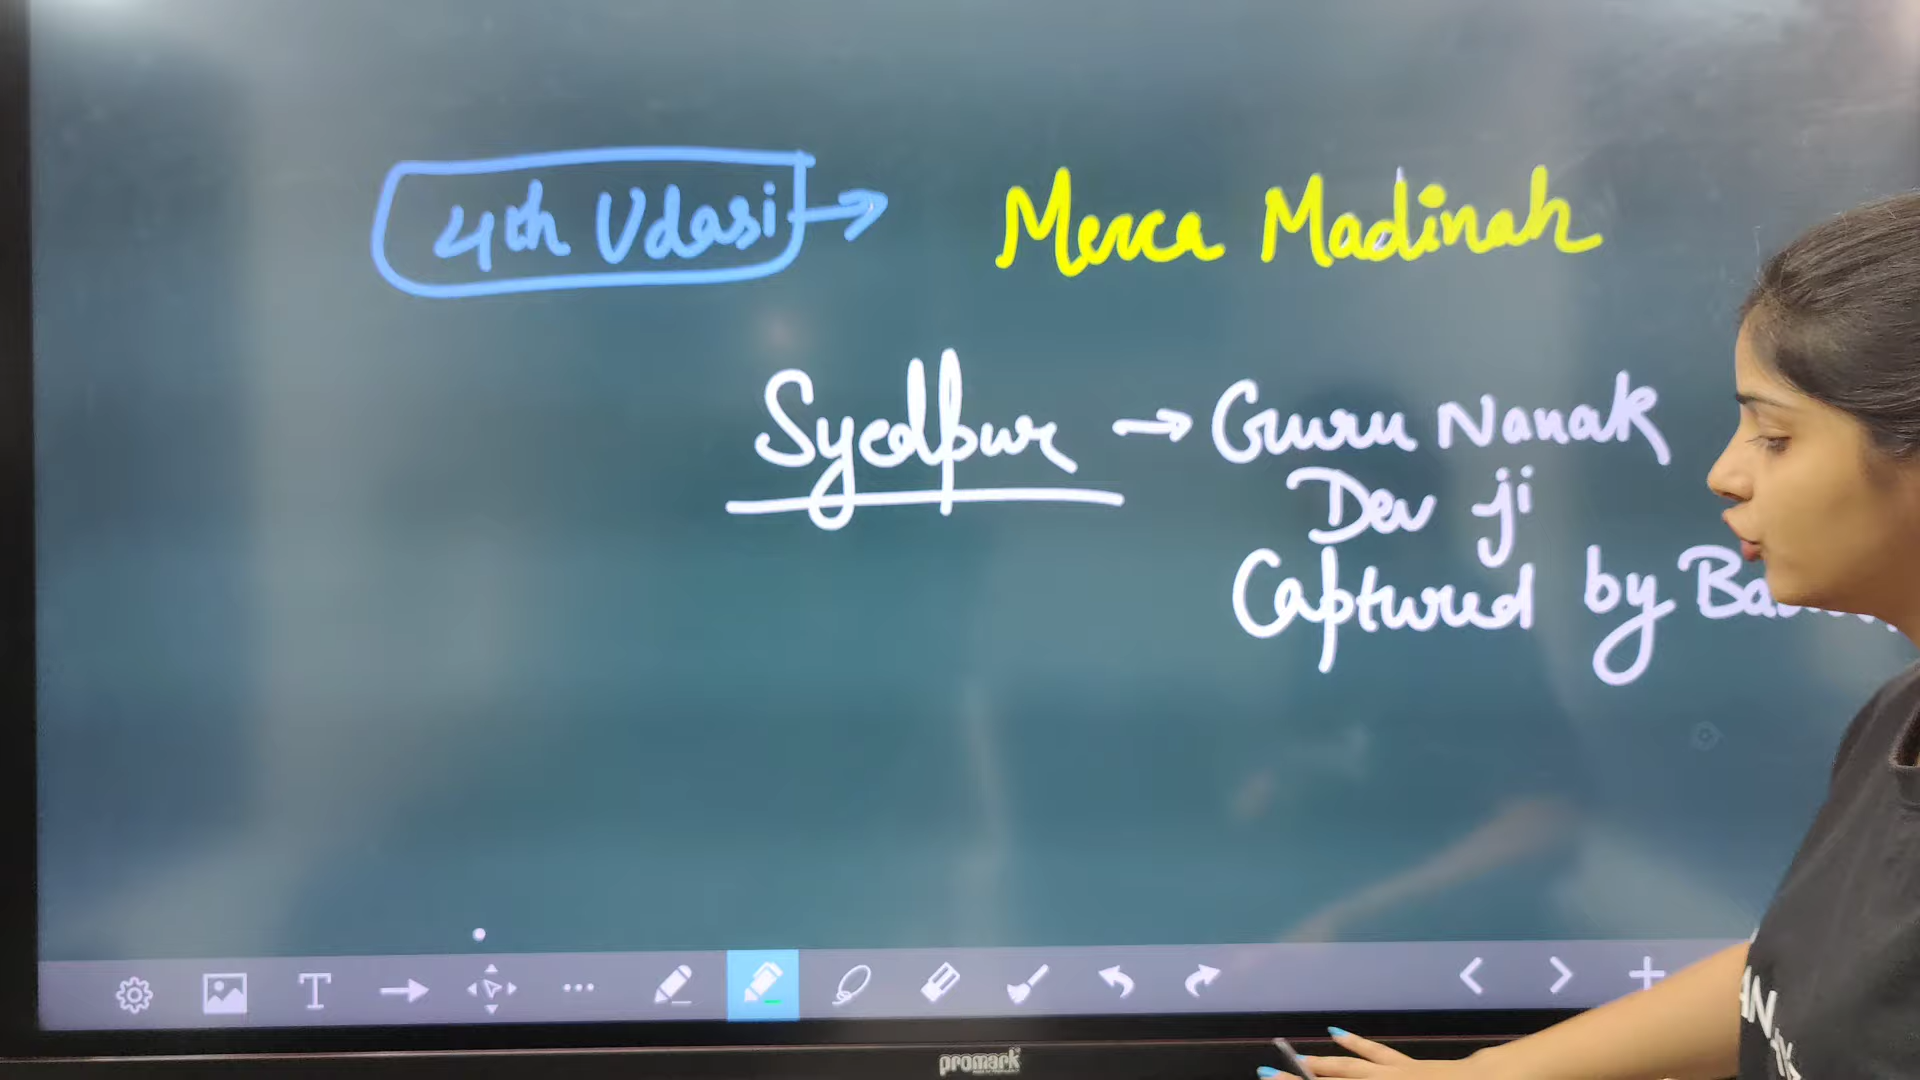 4th Udasi → Mecca Madinah
Syedpur → Guru Nanak
Dev ji
Captured by
T
promark